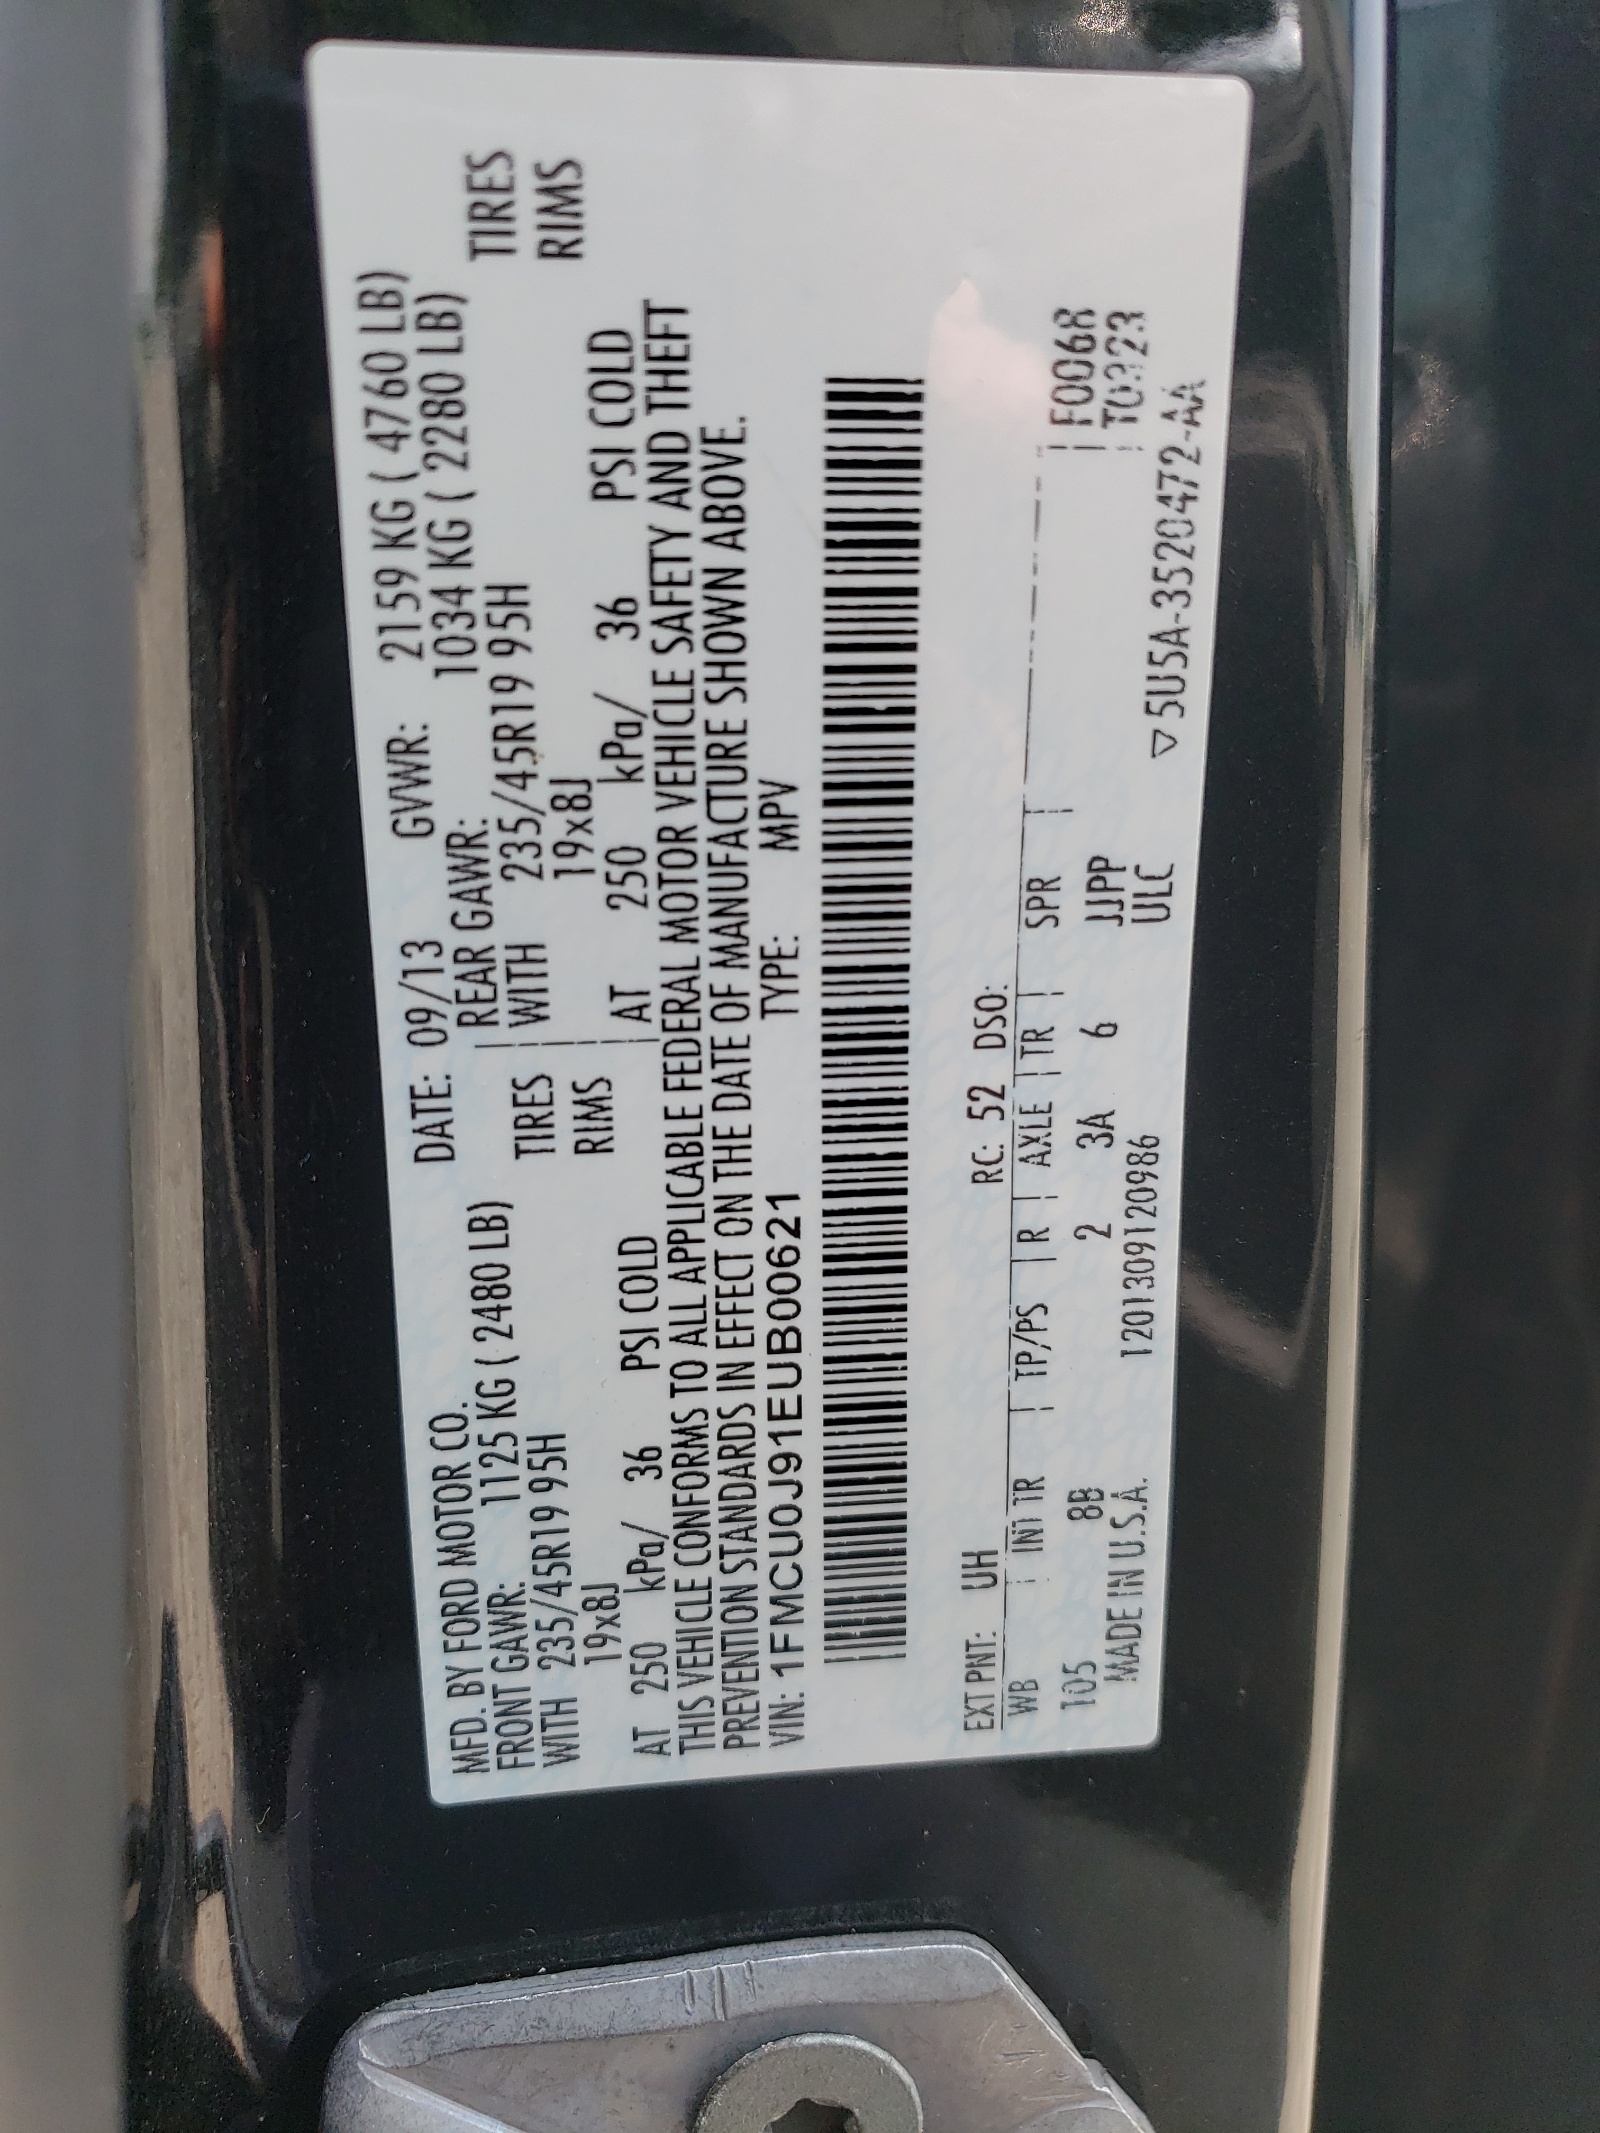 MFD. BY FORD MOTOR CO. DATE: 09/13 GVWR: 2159 KG ( 4760 LB)
FRONT GAWR: 1125 KG ( 2480 LB) REAR GAWR: 1034 KG ( 2280 LB)
WITH 235/45R19 95H TIRES WITH 235/45R19 95H TIRES
19x8J RIMS 19x8J RIMS
AT 250 kPa/ 36 PSI COLD AT 250 kPa/ 36 PSI COLD
THIS VEHICLE CONFORMS TO ALL APPLICABLE FEDERAL MOTOR VEHICLE SAFETY AND THEFT
PREVENTION STANDARDS IN EFFECT ON THE DATE OF MANUFACTURE SHOWN ABOVE.
VIN: 1FMCU0J91EUB00621 TYPE: MPV
EXT PNT: UH RC: 52 DSO:
WB INT TR TP/PS R AXLE TR SPR F0068
105 8B 2 3A 6 JJPP
MADE IN U.S.A. 1201309120986 ULC
▽5U5A-3520472-AA